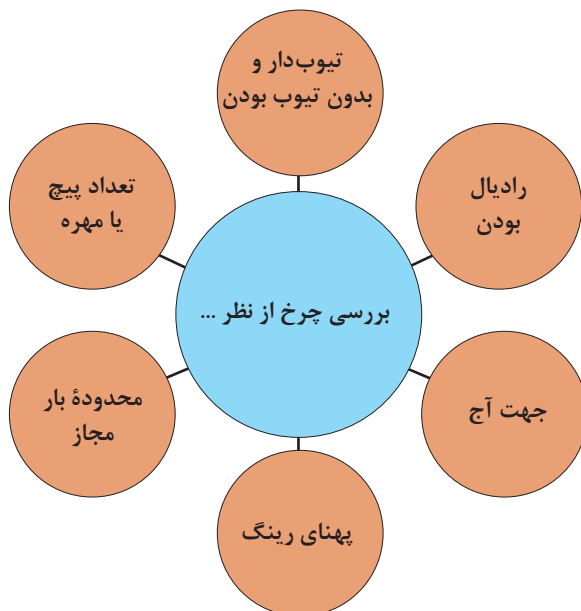 تیوب‌دار و
بدون تیوب بودن
رادیال
بودن
تعداد پیچ
یا مهره
بررسی چرخ از نظر ...
جهت آج
محدودۀ بار
مجاز
پهنای رینگ